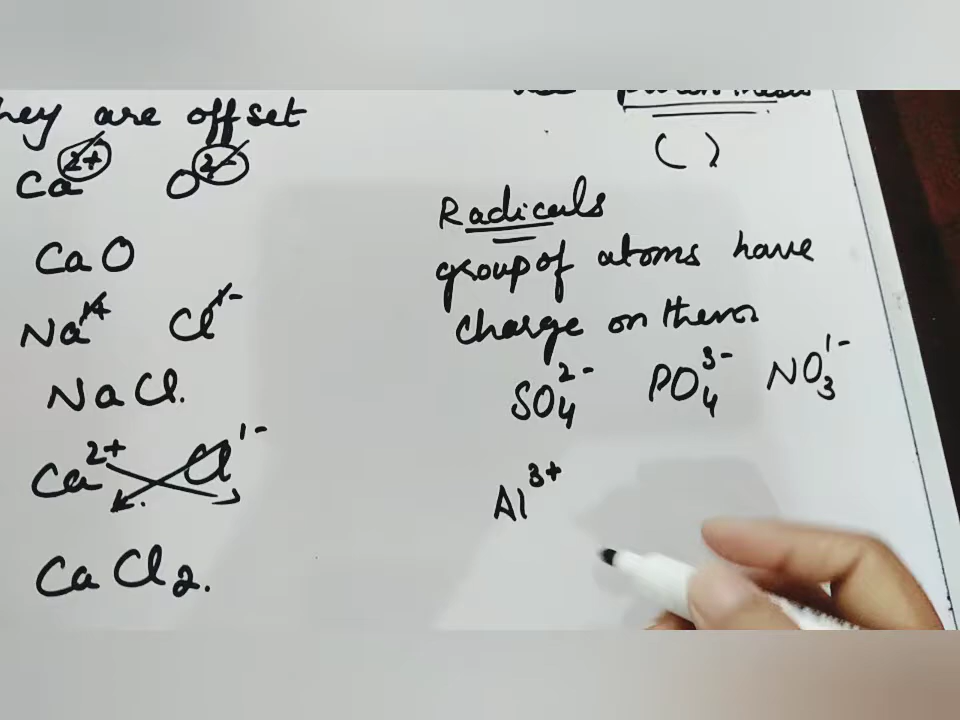 they are offset
Ca2+ O2-
CaO
Na1+ Cl1-
NaCl.
Ca2+ Cl1-
CaCl2.
( )
Radicals
group of atoms have
charge on them
SO4 2- PO4 3- NO3 1-
Al3+